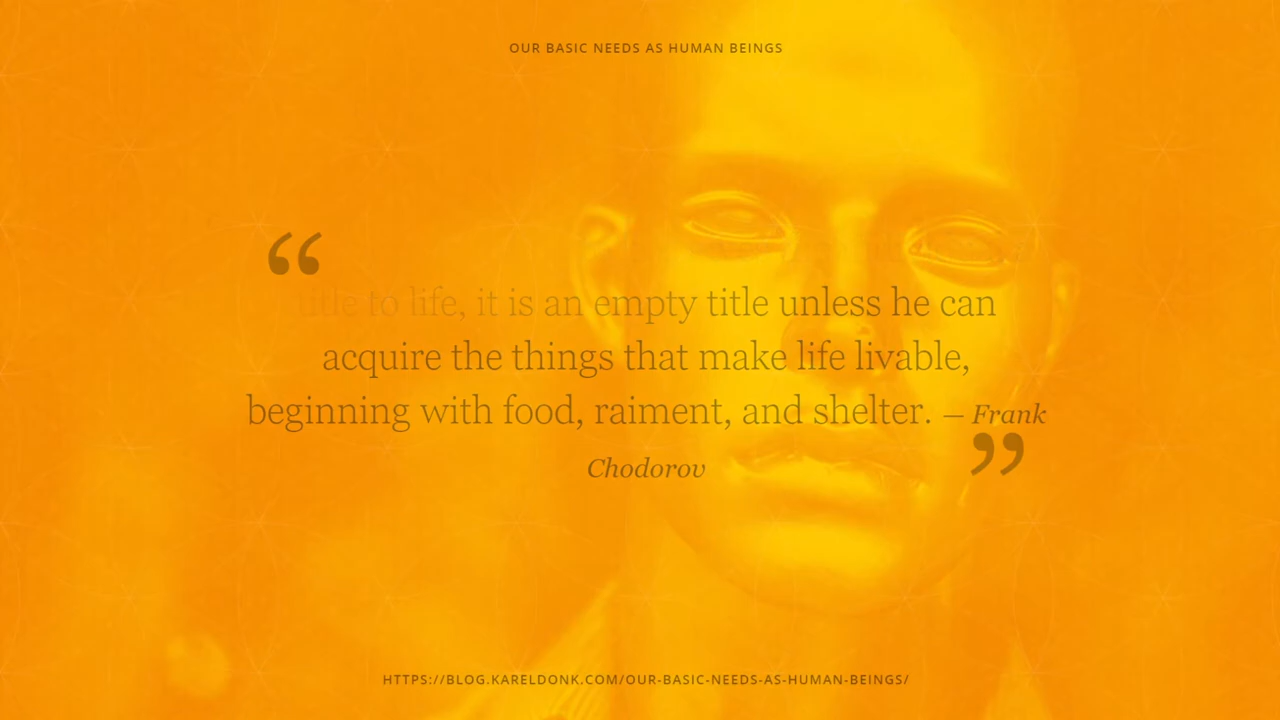 OUR BASIC NEEDS AS HUMAN BEINGS
“
title to life, it is an empty title unless he can
acquire the things that make life livable,
beginning with food, raiment, and shelter. — Frank
Chodorov
”
HTTPS://BLOG.KARELDONK.COM/OUR-BASIC-NEEDS-AS-HUMAN-BEINGS/